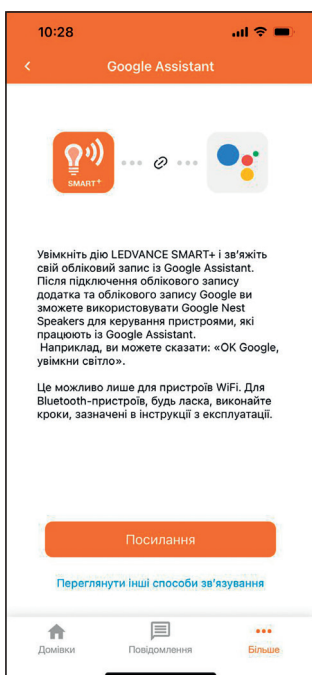 10:28
Google Assistant
SMART+
Увімкніть дію LEDVANCE SMART+ і зв'яжіть
свій обліковий запис із Google Assistant.
Після підключення облікового запису
додатка та облікового запису Google ви
зможете використовувати Google Nest
Speakers для керування пристроями, які
працюють із Google Assistant.
Наприклад, ви можете сказати: «ОК Google,
увімкни світло».
Це можливо лише для пристроїв WiFi. Для
Bluetooth-пристроїв, будь ласка, виконайте
кроки, зазначені в інструкції з експлуатації.
Посилання
Переглянути інші способи зв'язування
Домівки
Повідомлення
Більше